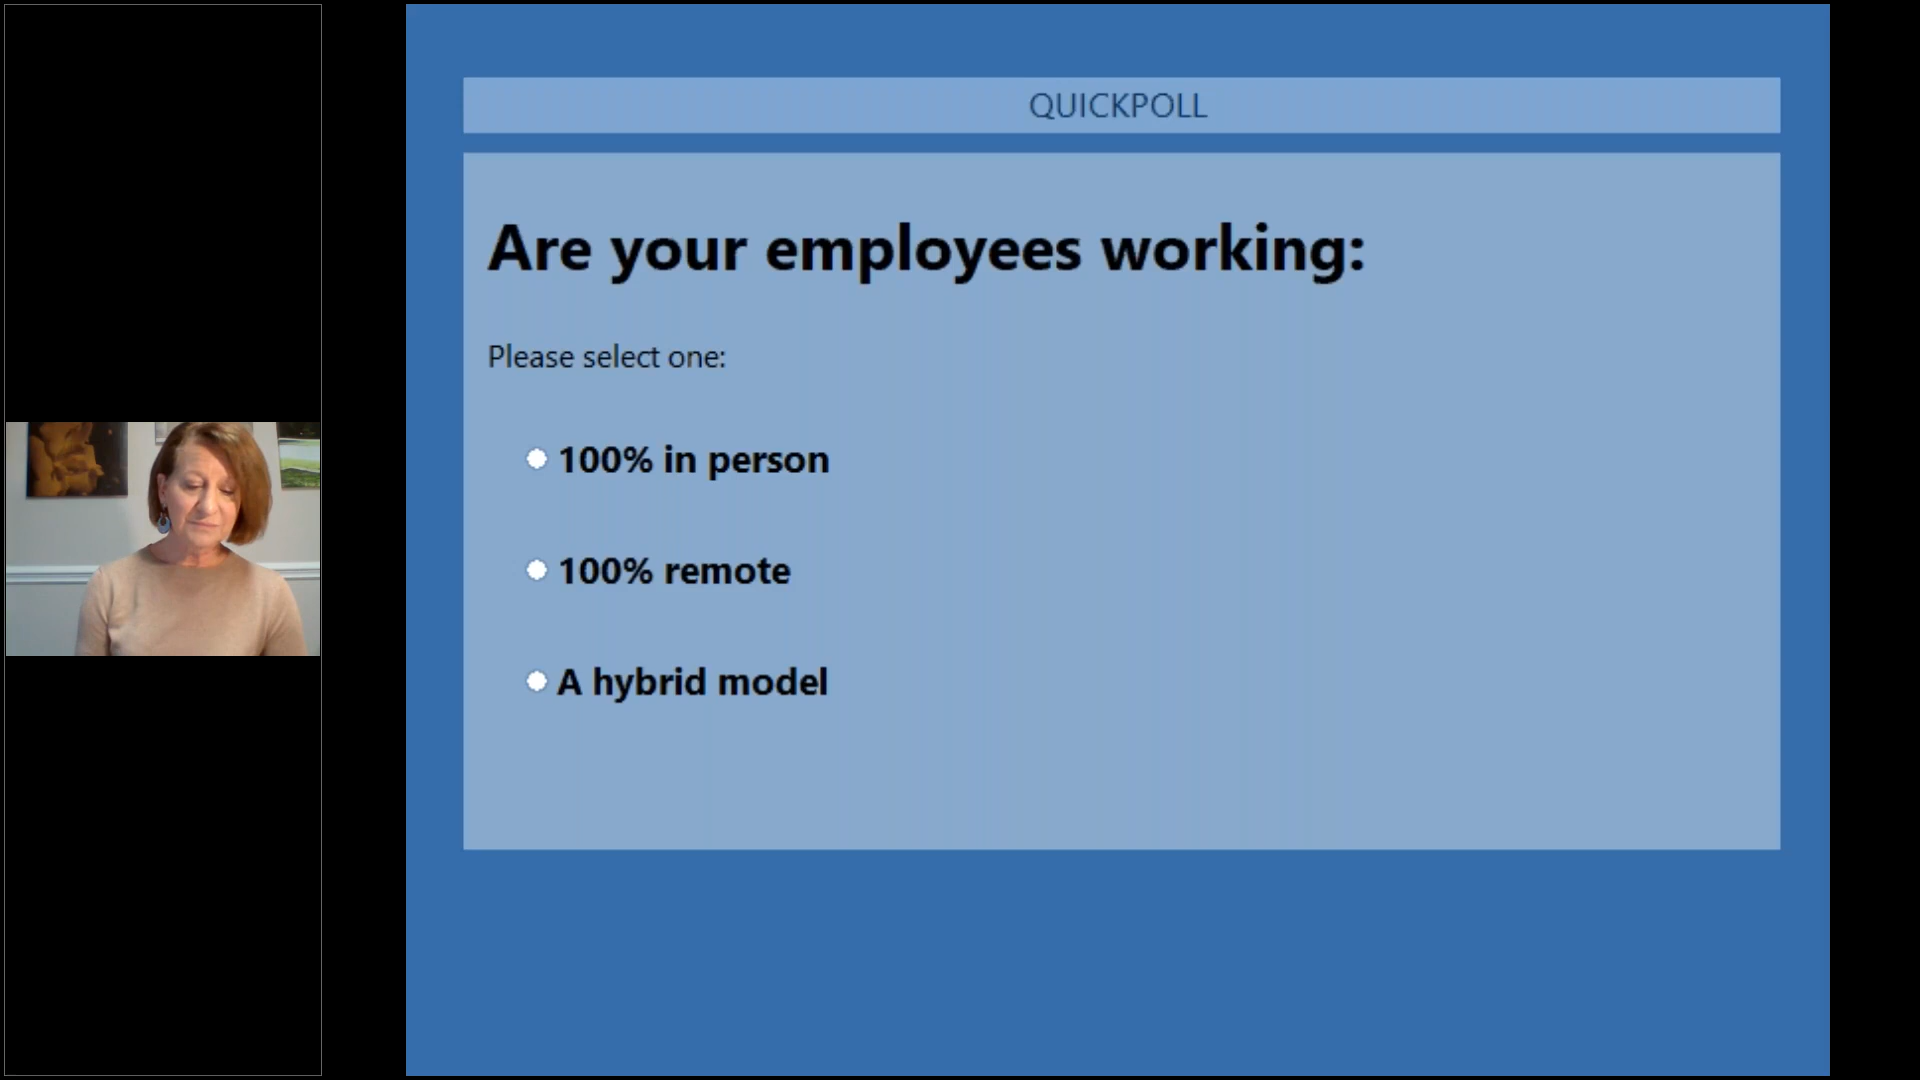 QUICKPOLL
Are your employees working:
Please select one:
100% in person
100% remote
A hybrid model